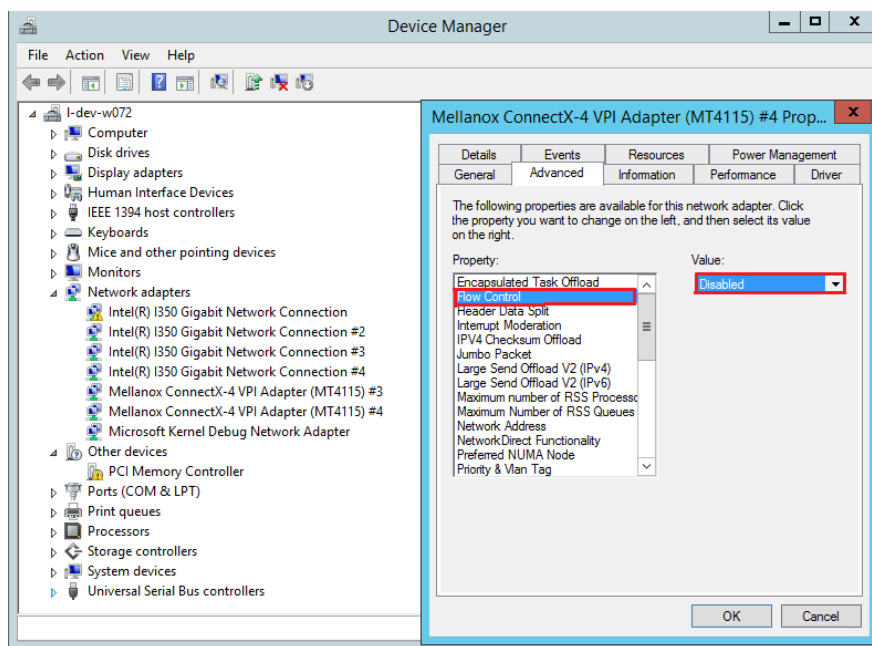 Device Manager
File Action View Help
l-dev-w072
Computer
Disk drives
Display adapters
Human Interface Devices
IEEE 1394 host controllers
Keyboards
Mice and other pointing devices
Monitors
Network adapters
Intel(R) I350 Gigabit Network Connection
Intel(R) I350 Gigabit Network Connection #2
Intel(R) I350 Gigabit Network Connection #3
Intel(R) I350 Gigabit Network Connection #4
Mellanox ConnectX-4 VPI Adapter (MT4115) #3
Mellanox ConnectX-4 VPI Adapter (MT4115) #4
Microsoft Kernel Debug Network Adapter
Other devices
PCI Memory Controller
Ports (COM & LPT)
Print queues
Processors
Storage controllers
System devices
Universal Serial Bus controllers
Mellanox ConnectX-4 VPI Adapter (MT4115) #4 Prop...
Details Events Resources Power Management
General Advanced Information Performance Driver
The following properties are available for this network adapter. Click
the property you want to change on the left, and then select its value
on the right.
Property: Value:
Encapsulated Task Offload
Flow Control Disabled
Header Data Split
Interrupt Moderation
IPV4 Checksum Offload
Jumbo Packet
Large Send Offload V2 (IPv4)
Large Send Offload V2 (IPv6)
Maximum number of RSS Processo
Maximum Number of RSS Queues
Network Address
NetworkDirect Functionality
Preferred NUMA Node
Priority & Vlan Tag
OK Cancel